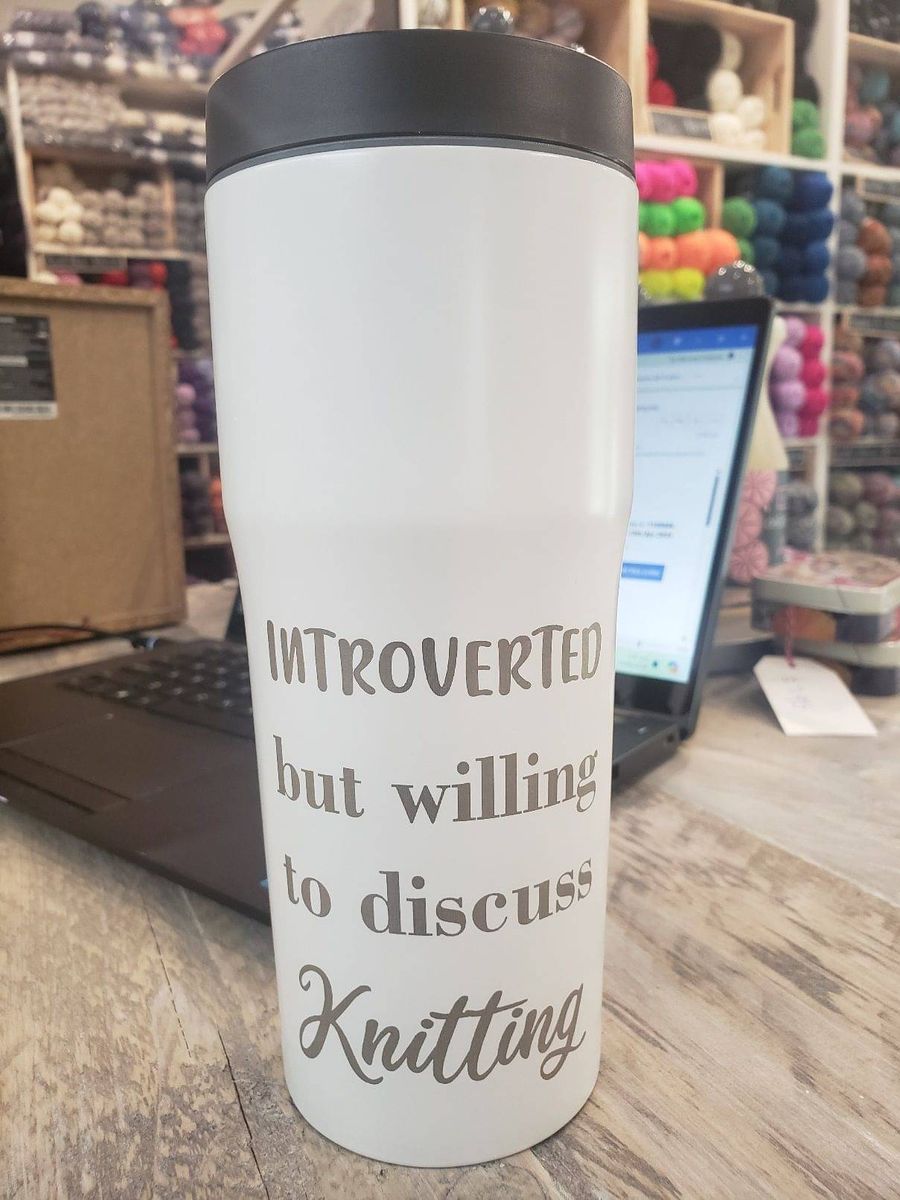 INTROVERTED
but willing
to discuss
Knitting